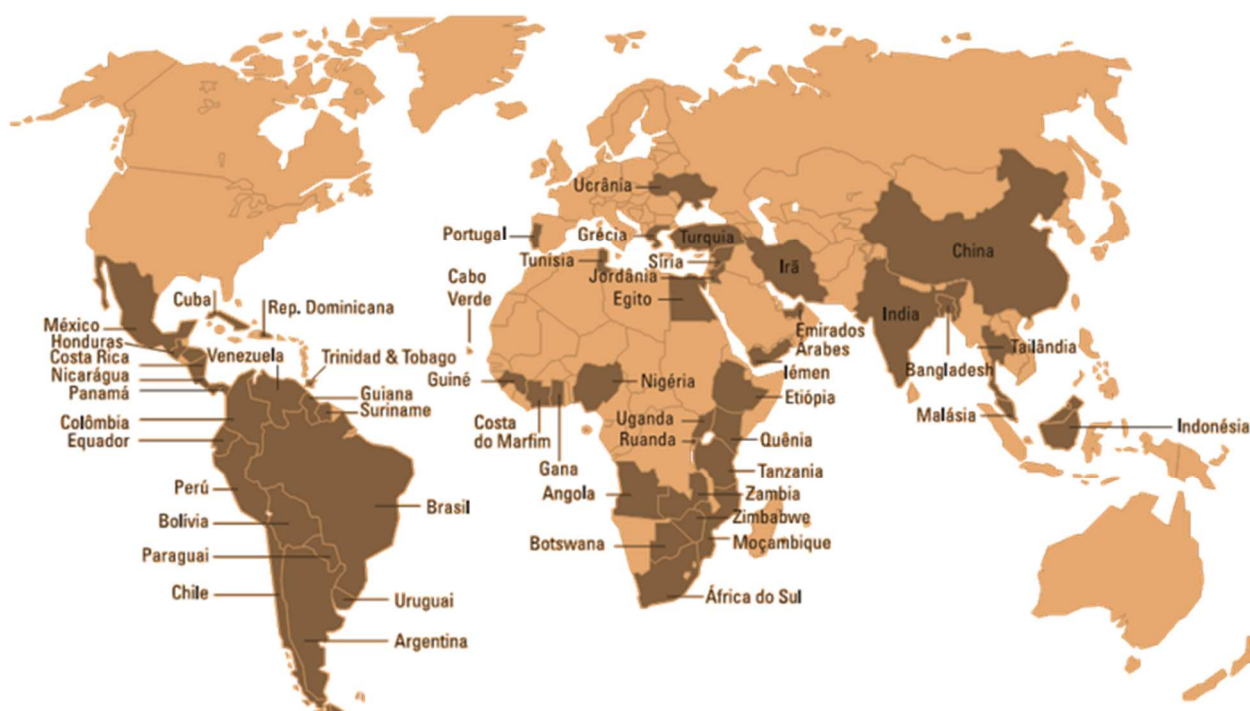 Ucrânia
Portugal
Grécia
Turquia
Tunísia
Síria
Jordânia
Irã
China
Cabo
Verde
Egito
Cuba
Rep. Dominicana
India
México
Honduras
Costa Rica
Nicarágua
Panamá
Venezuela
Trinidad & Tobago
Guiana
Suriname
Guiné
Nigéria
Emirados
Arabes
Iémen
Etiópia
Bangladesh
Tailândia
Malásia
Indonésia
Colômbia
Equador
Costa
do Marfim
Gana
Uganda
Ruanda
Quênia
Tanzania
Perú
Brasil
Angola
Zambia
Bolívia
Zimbabwe
Botswana
Moçambique
Paraguai
Chile
Uruguai
África do Sul
Argentina